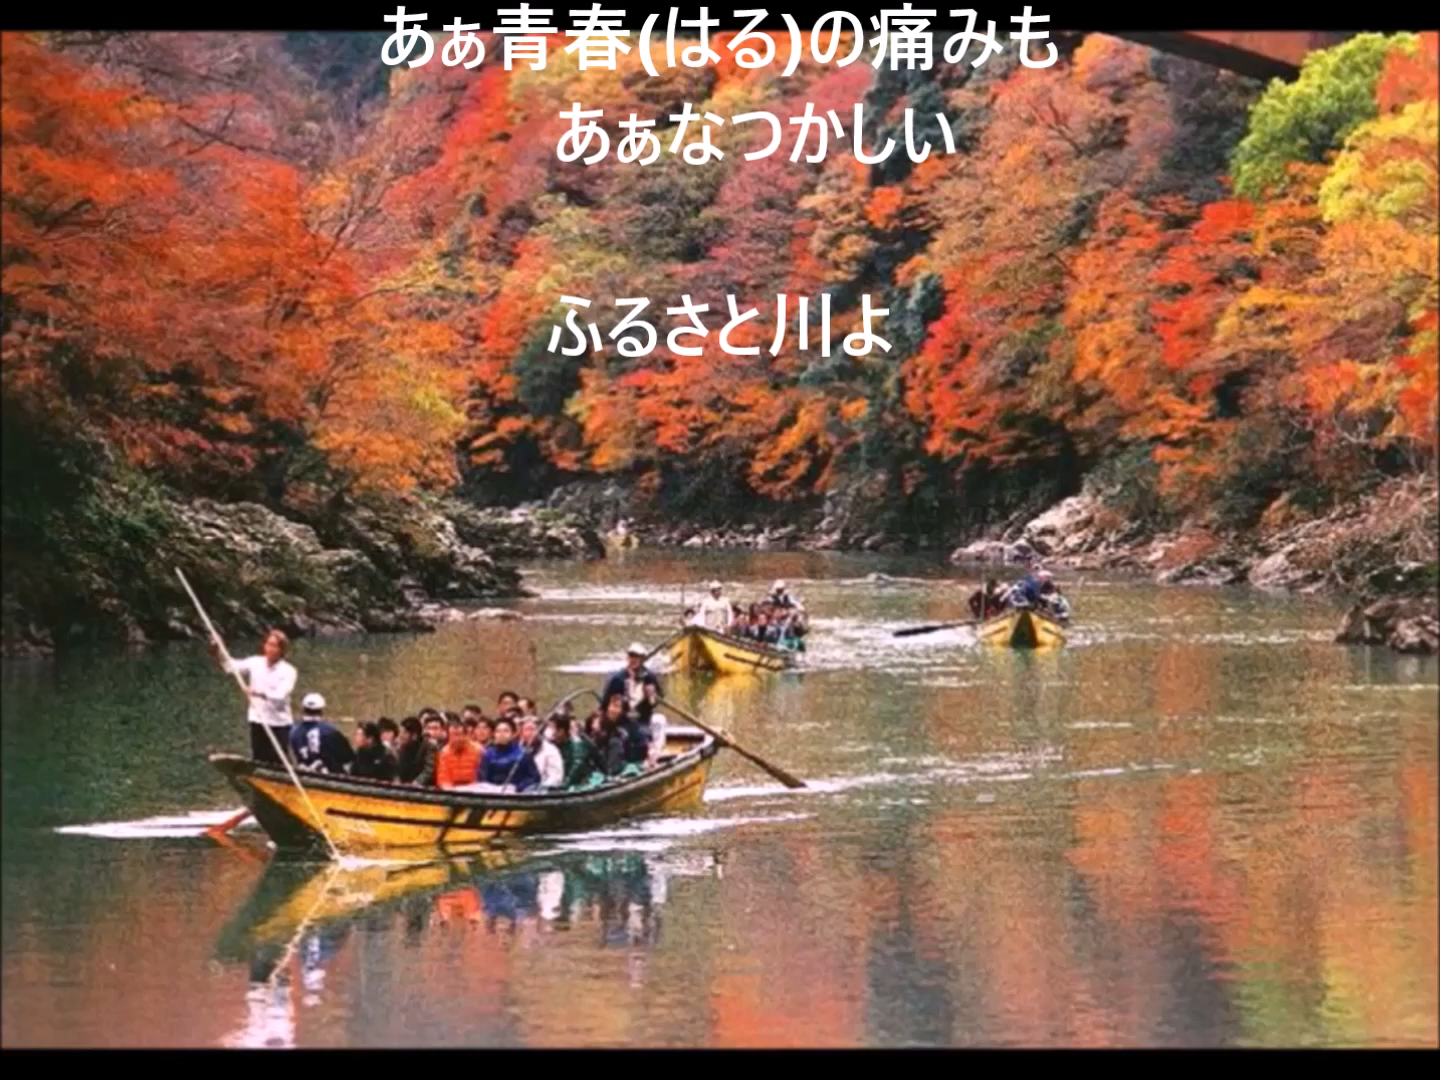 あぁ青春(はる)の痛みも
あぁなつかしい
ふるさと川よ